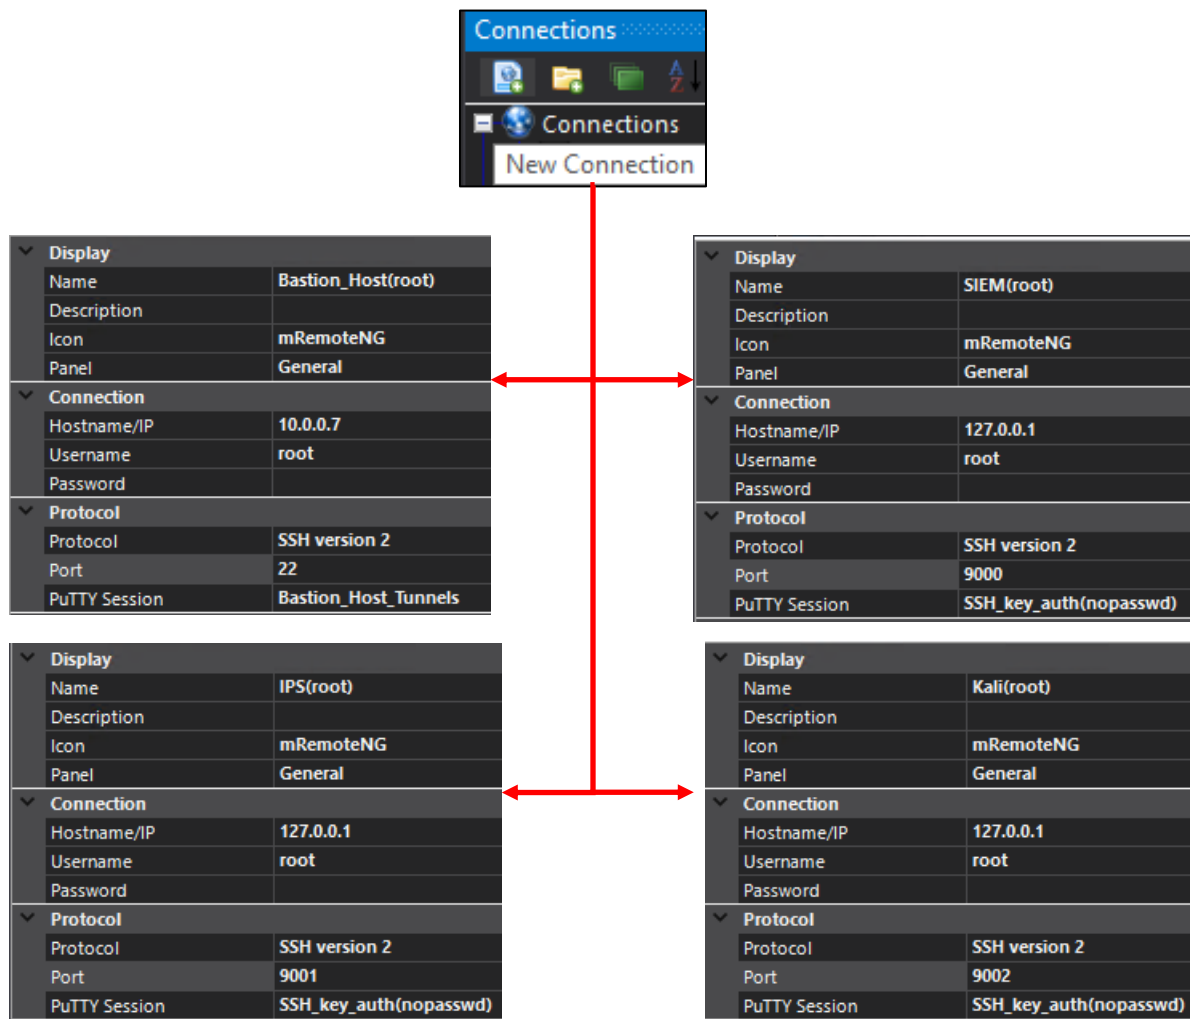 Connections
A
Z
Connections
New Connection
Display
Name Bastion_Host(root)
Description
Icon mRemoteNG
Panel General
Connection
Hostname/IP 10.0.0.7
Username root
Password
Protocol
Protocol SSH version 2
Port 22
PuTTY Session Bastion_Host_Tunnels
Display
Name SIEM(root)
Description
Icon mRemoteNG
Panel General
Connection
Hostname/IP 127.0.0.1
Username root
Password
Protocol
Protocol SSH version 2
Port 9000
PuTTY Session SSH_key_auth(nopasswd)
Display
Name IPS(root)
Description
Icon mRemoteNG
Panel General
Connection
Hostname/IP 127.0.0.1
Username root
Password
Protocol
Protocol SSH version 2
Port 9001
PuTTY Session SSH_key_auth(nopasswd)
Display
Name Kali(root)
Description
Icon mRemoteNG
Panel General
Connection
Hostname/IP 127.0.0.1
Username root
Password
Protocol
Protocol SSH version 2
Port 9002
PuTTY Session SSH_key_auth(nopasswd)